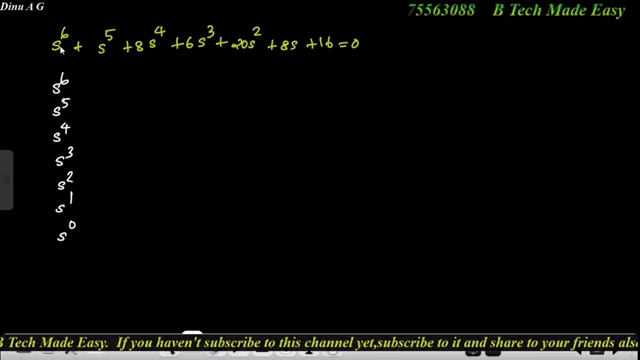 Dinu A G
75563088 B Tech Made Easy
s⁶ + s⁵ + 8s⁴ + 6s³ + 20s² + 8s + 16 = 0
s⁶
s⁵
s⁴
s³
s²
s¹
s⁰
B Tech Made Easy. If you haven't subscribe to this channel yet,subscribe to it and share to your friends also